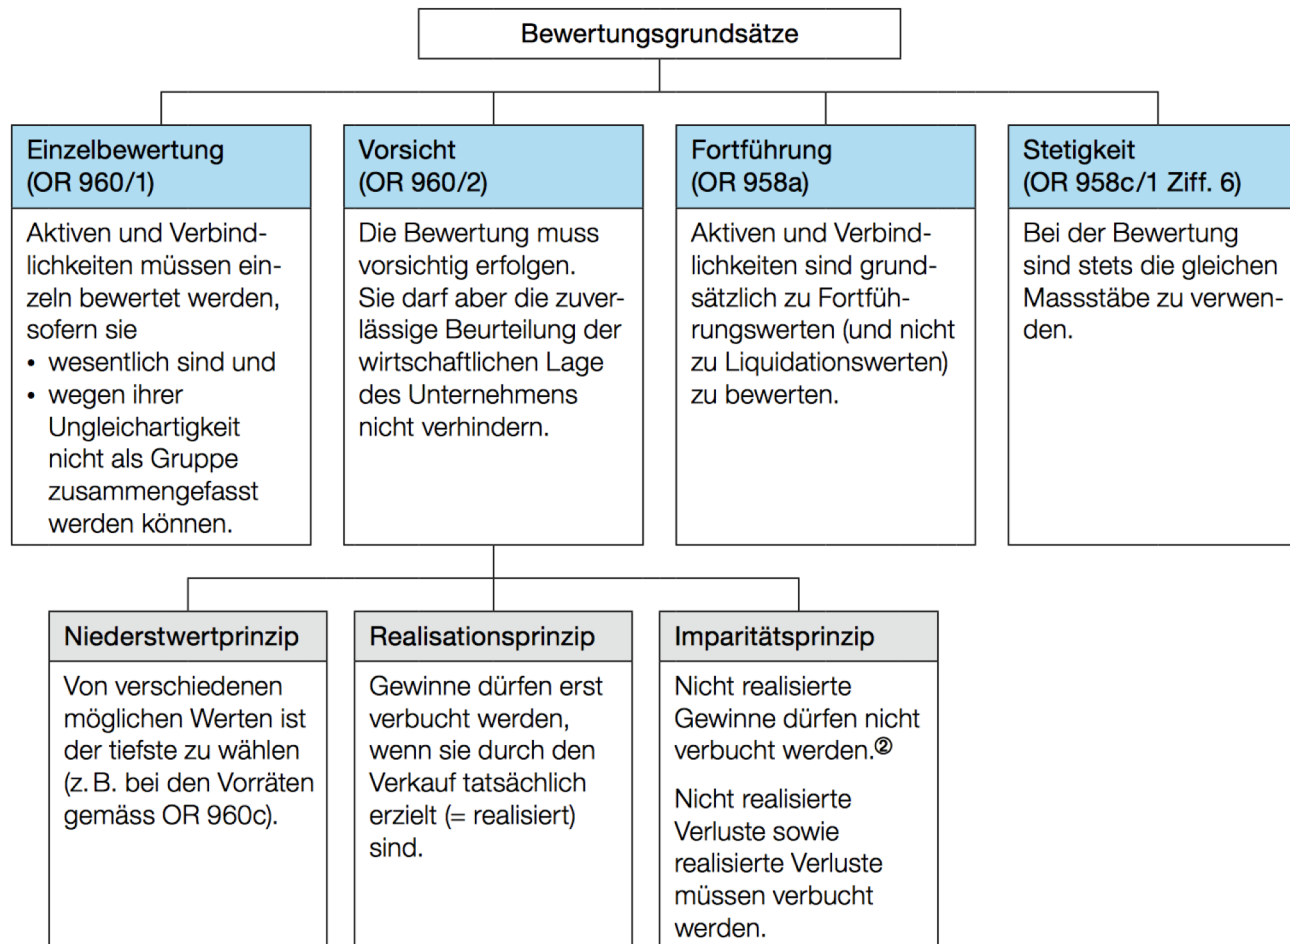 Bewertungsgrundsätze
Einzelbewertung
(OR 960/1)
Aktiven und Verbind-
lichkeiten müssen ein-
zeln bewertet werden,
sofern sie
• wesentlich sind und
• wegen ihrer
Ungleichartigkeit
nicht als Gruppe
zusammengefasst
werden können.
Vorsicht
(OR 960/2)
Die Bewertung muss
vorsichtig erfolgen.
Sie darf aber die zuver-
lässige Beurteilung der
wirtschaftlichen Lage
des Unternehmens
nicht verhindern.
Fortführung
(OR 958a)
Aktiven und Verbind-
lichkeiten sind grund-
sätzlich zu Fortfüh-
rungswerten (und nicht
zu Liquidationswerten)
zu bewerten.
Stetigkeit
(OR 958c/1 Ziff. 6)
Bei der Bewertung
sind stets die gleichen
Massstäbe zu verwen-
den.
Niederstwertprinzip
Von verschiedenen
möglichen Werten ist
der tiefste zu wählen
(z. B. bei den Vorräten
gemäss OR 960c).
Realisationsprinzip
Gewinne dürfen erst
verbucht werden,
wenn sie durch den
Verkauf tatsächlich
erzielt (= realisiert)
sind.
Imparitätsprinzip
Nicht realisierte
Gewinne dürfen nicht
verbucht werden.②
Nicht realisierte
Verluste sowie
realisierte Verluste
müssen verbucht
werden.